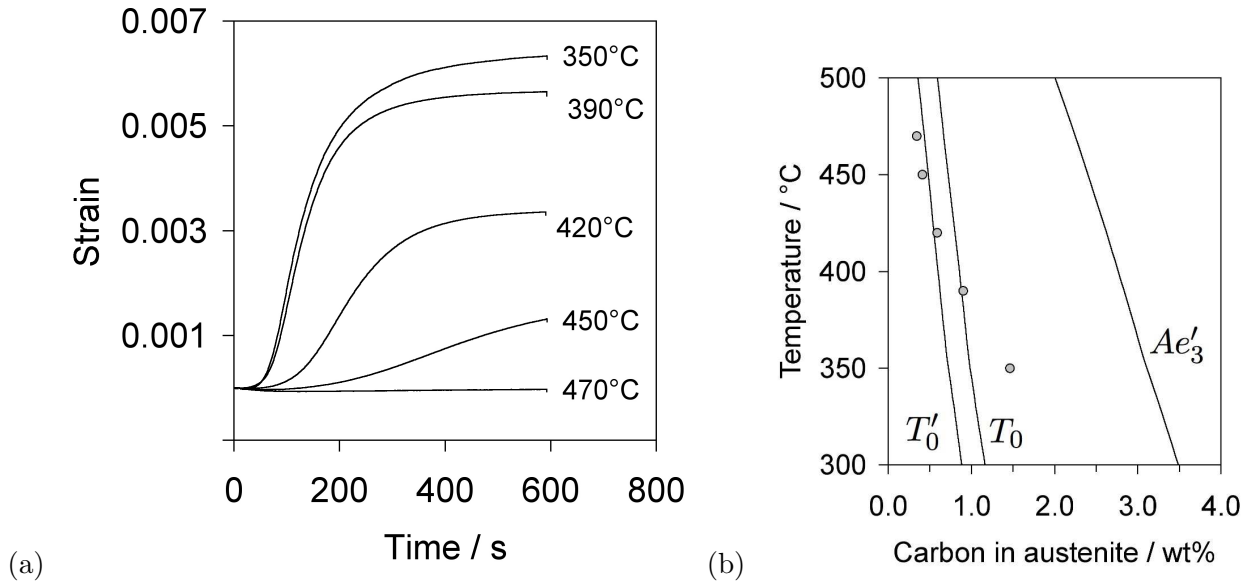 0.007
0.005
0.003
0.001
Strain
350°C
390°C
420°C
450°C
470°C
0 200 400 600 800
Time / s
(a)
500
450
400
350
300
Temperature / °C
Ae'₃
T'₀ T₀
0.0 1.0 2.0 3.0 4.0
Carbon in austenite / wt%
(b)